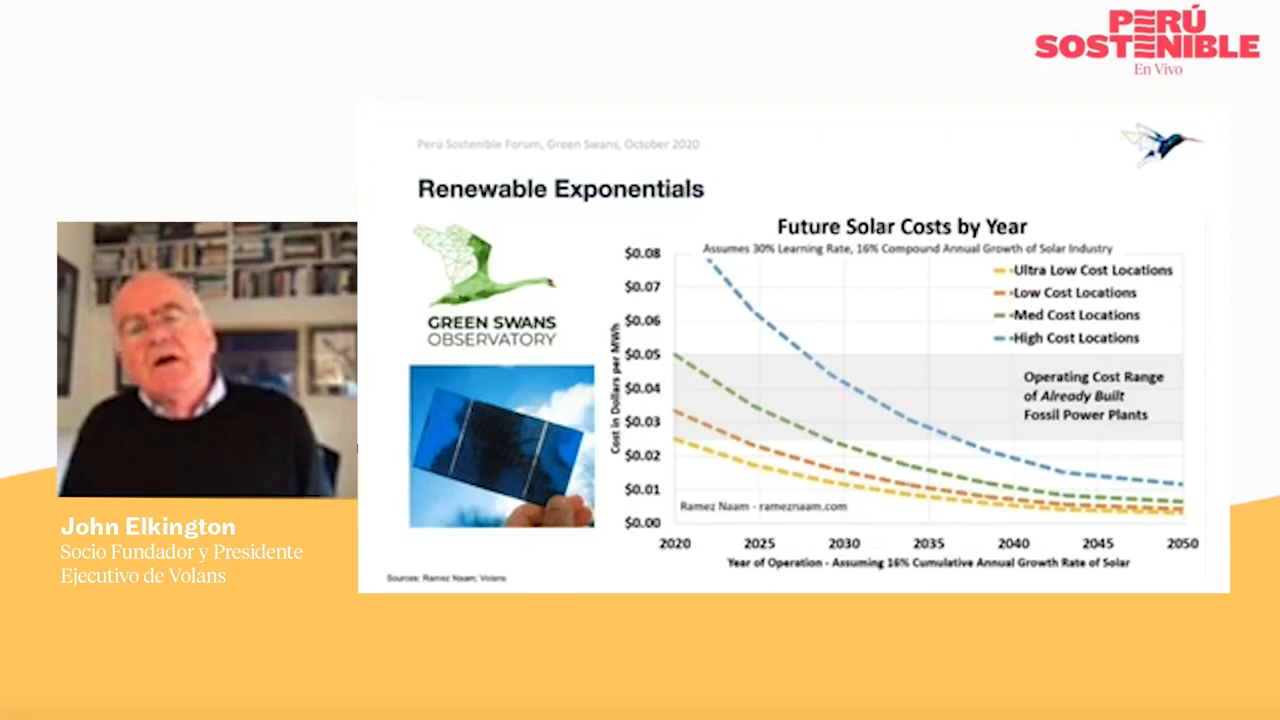 PERÚ
SOSTENIBLE
En Vivo
Perú Sostenible Forum, Green Swans, October 2020
Renewable Exponentials
GREEN SWANS
OBSERVATORY
Future Solar Costs by Year
Assumes 30% Learning Rate, 16% Compound Annual Growth of Solar Industry
Ultra Low Cost Locations
Low Cost Locations
Med Cost Locations
High Cost Locations
Operating Cost Range
of Already Built
Fossil Power Plants
Cost in Dollars per MWh
$0.08
$0.07
$0.06
$0.05
$0.04
$0.03
$0.02
$0.01
$0.00
Ramez Naam - rameznaam.com
2020 2025 2030 2035 2040 2045 2050
Year of Operation - Assuming 16% Cumulative Annual Growth Rate of Solar
Sources: Ramez Naam; Volans
John Elkington
Socio Fundador y Presidente
Ejecutivo de Volans